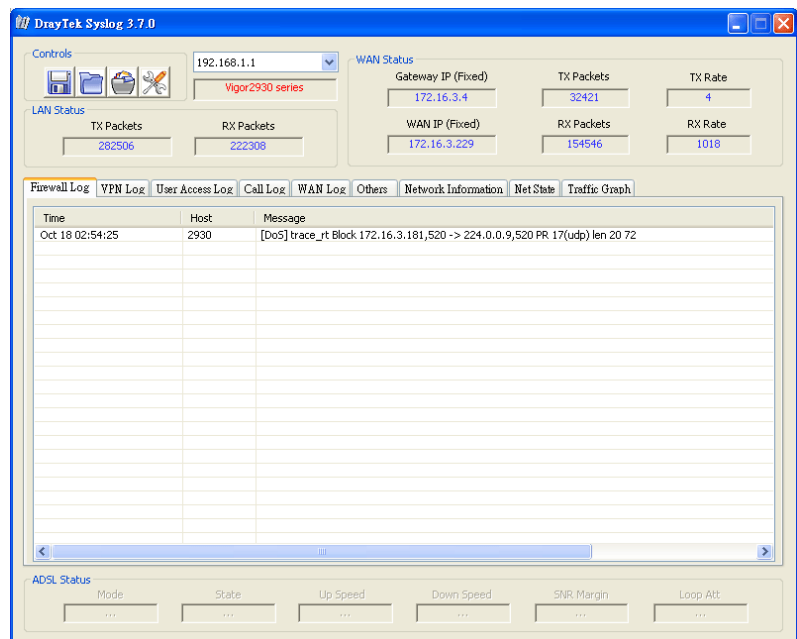 DrayTek Syslog 3.7.0
Controls
192.168.1.1
Vigor2930 series
WAN Status
Gateway IP (Fixed) TX Packets TX Rate
172.16.3.4 32421 4
WAN IP (Fixed) RX Packets RX Rate
172.16.3.229 154546 1018
LAN Status
TX Packets RX Packets
282506 222308
Firewall Log VPN Log User Access Log Call Log WAN Log Others Network Information Net State Traffic Graph
Time Host Message
Oct 18 02:54:25 2930 [DoS] trace_rt Block 172.16.3.181,520 -> 224.0.0.9,520 PR 17(udp) len 20 72
ADSL Status
Mode State Up Speed Down Speed SNR Margin Loop Att
... ... ... ... ... ...